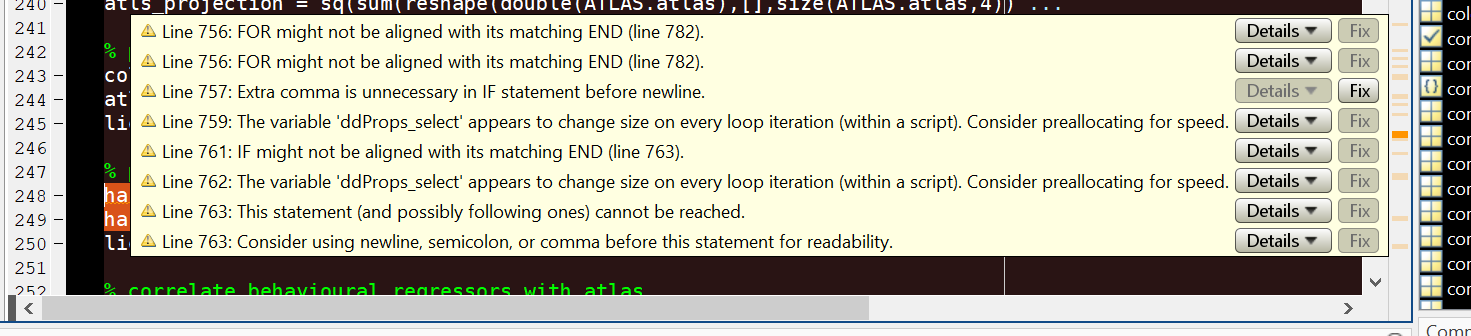 240 atls_projection = sq(sum(reshape(double(ATLAS.atlas),[],size(ATLAS.atlas,4)) ...
241
Line 756: FOR might not be aligned with its matching END (line 782). Details Fix
242 %
Line 756: FOR might not be aligned with its matching END (line 782). Details Fix
243 co
Line 757: Extra comma is unnecessary in IF statement before newline. Details Fix
244 at
Line 759: The variable 'ddProps_select' appears to change size on every loop iteration (within a script). Consider preallocating for speed. Details Fix
245 li
Line 761: IF might not be aligned with its matching END (line 763). Details Fix
246
247 %
Line 762: The variable 'ddProps_select' appears to change size on every loop iteration (within a script). Consider preallocating for speed. Details Fix
248 ha
Line 763: This statement (and possibly following ones) cannot be reached. Details Fix
249 ha
Line 763: Consider using newline, semicolon, or comma before this statement for readability. Details Fix
250 li
251
252 % correlate behavioural regressors with atlas
col
cor
cor
cor
cor
cor
cor
cor
cor
cor
cor
cor
Comm